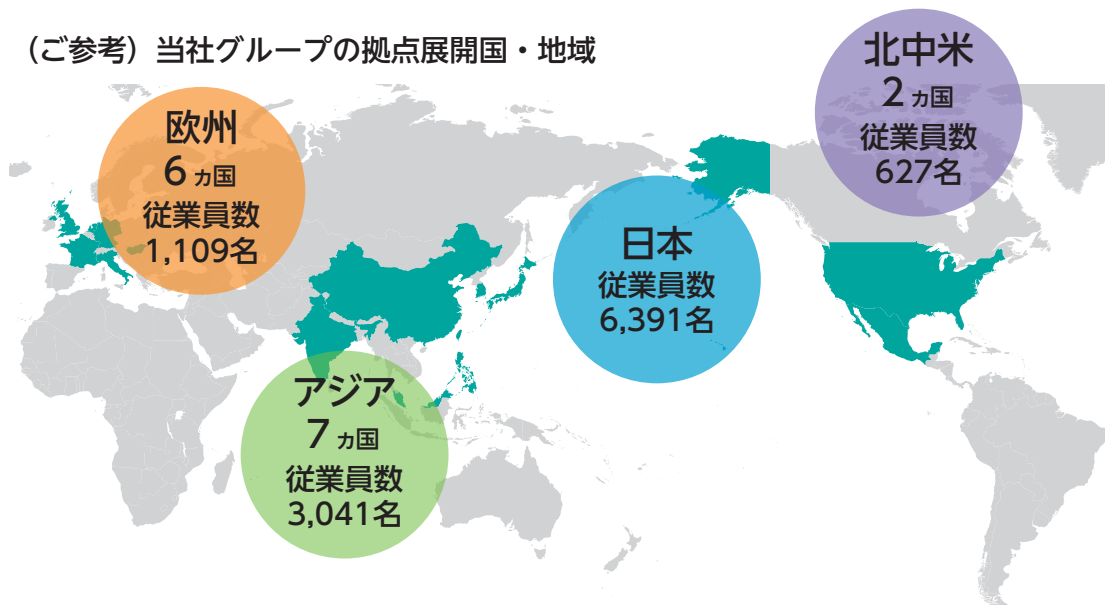 （ご参考）当社グループの拠点展開国・地域
欧州
6 ヵ国
従業員数
1,109名
北中米
2 ヵ国
従業員数
627名
日本
従業員数
6,391名
アジア
7 ヵ国
従業員数
3,041名